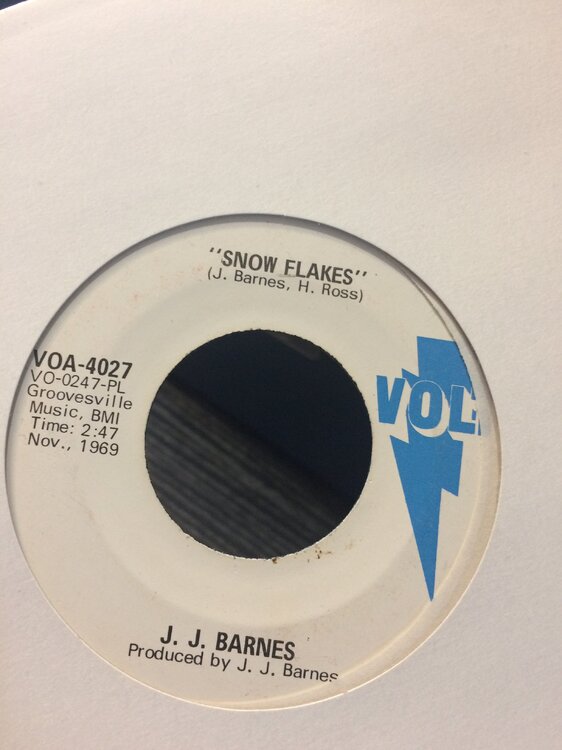 "SNOW FLAKES"
(J. Barnes, H. Ross)
VOA-4027
VO-0247-PL
Groovesville
Music, BMI
Time: 2:47
Nov., 1969
VOL
J. J. BARNES
Produced by J. J. Barnes